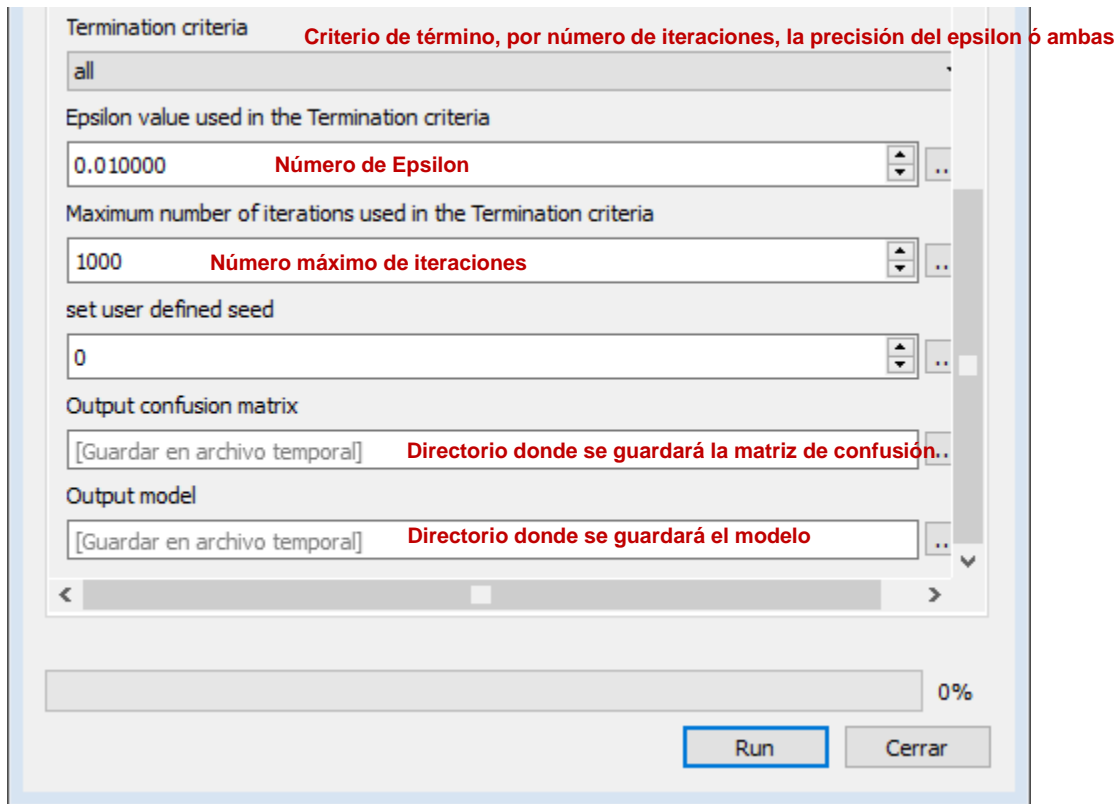 Termination criteria
Criterio de término, por número de iteraciones, la precisión del epsilon ó ambas
all
Epsilon value used in the Termination criteria
0.010000 Número de Epsilon ..
Maximum number of iterations used in the Termination criteria
1000 Número máximo de iteraciones ..
set user defined seed
0 ..
Output confusion matrix
[Guardar en archivo temporal] Directorio donde se guardará la matriz de confusión ..
Output model
[Guardar en archivo temporal] Directorio donde se guardará el modelo ..
0%
Run Cerrar